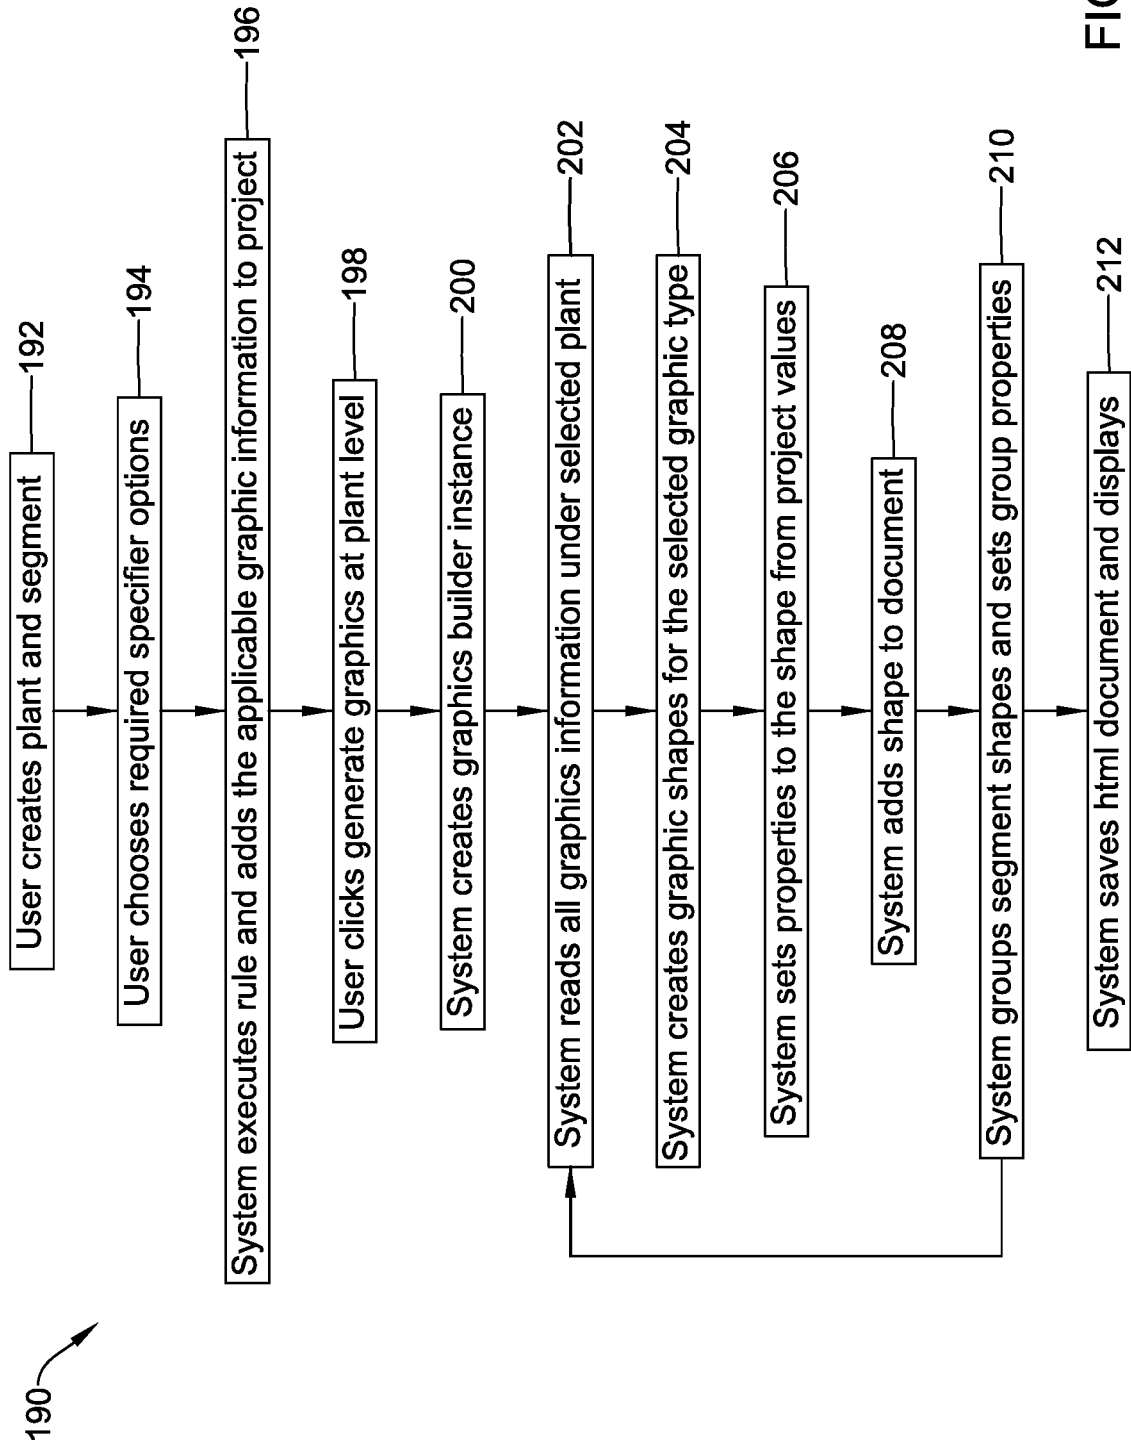 190
User creates plant and segment
192
User chooses required specifier options
194
System executes rule and adds the applicable graphic information to project
196
User clicks generate graphics at plant level
198
System creates graphics builder instance
200
System reads all graphics information under selected plant
202
System creates graphic shapes for the selected graphic type
204
System sets properties to the shape from project values
206
System adds shape to document
208
System groups segment shapes and sets group properties
210
System saves html document and displays
212